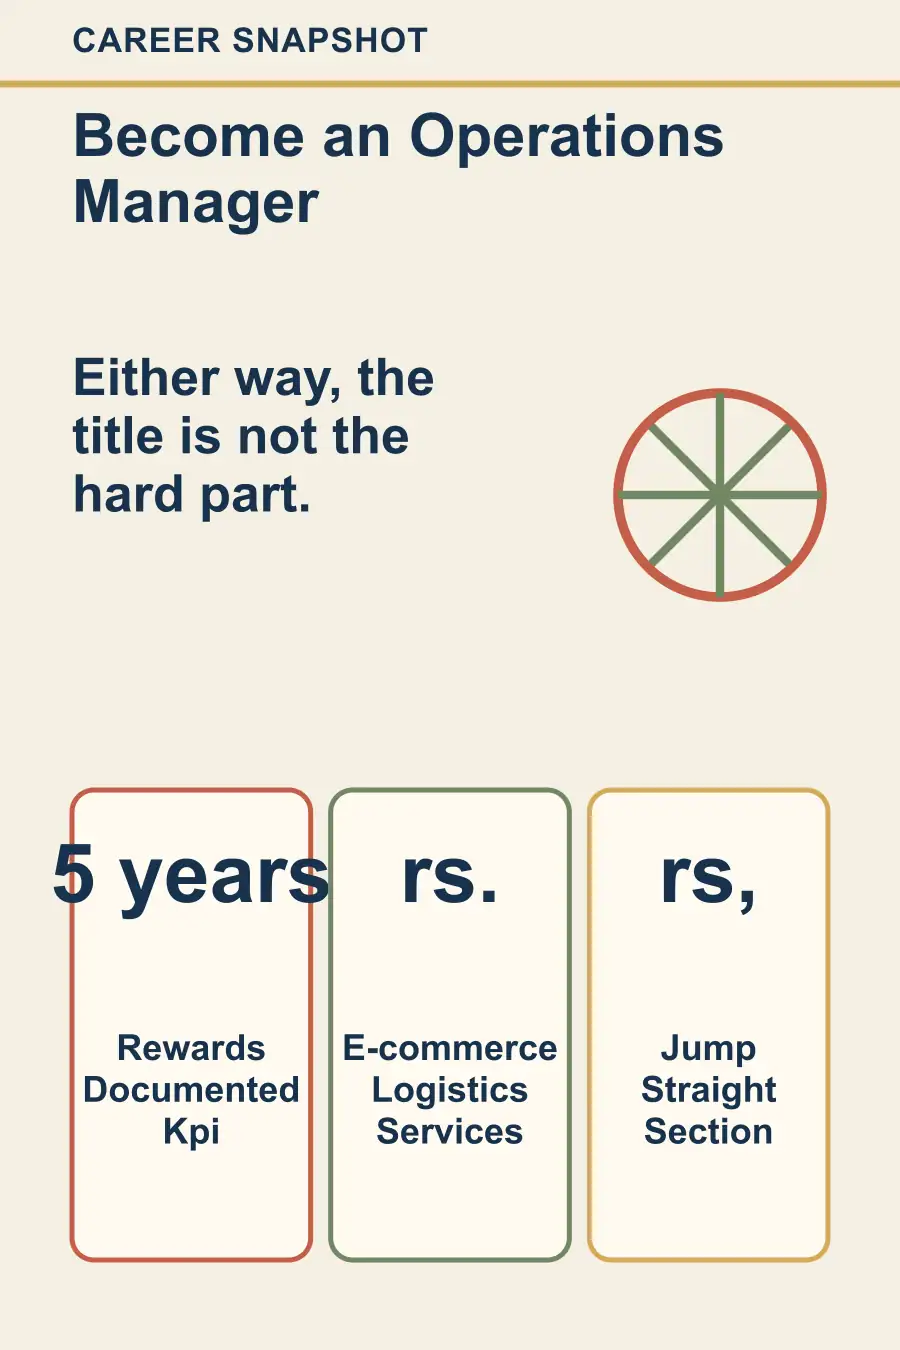 CAREER SNAPSHOT
Become an Operations
Manager
Either way, the
title is not the
hard part.
5 years
Rewards
Documented
Kpi
rs.
E-commerce
Logistics
Services
rs,
Jump
Straight
Section